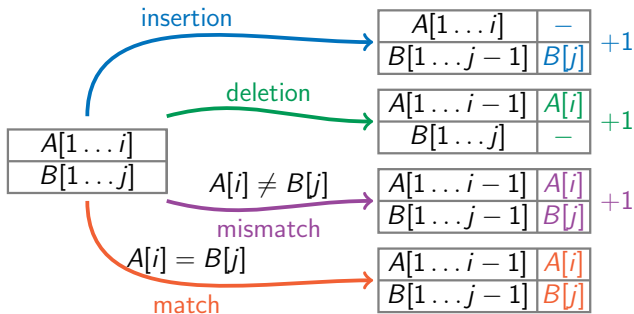 insertion
A[1 . . . i] −
B[1 . . . j − 1] B[j]
+1
deletion
A[1 . . . i − 1] A[i]
B[1 . . . j] −
+1
A[1 . . . i]
B[1 . . . j]
A[i] ≠ B[j]
mismatch
A[1 . . . i − 1] A[i]
B[1 . . . j − 1] B[j]
+1
A[i] = B[j]
match
A[1 . . . i − 1] A[i]
B[1 . . . j − 1] B[j]